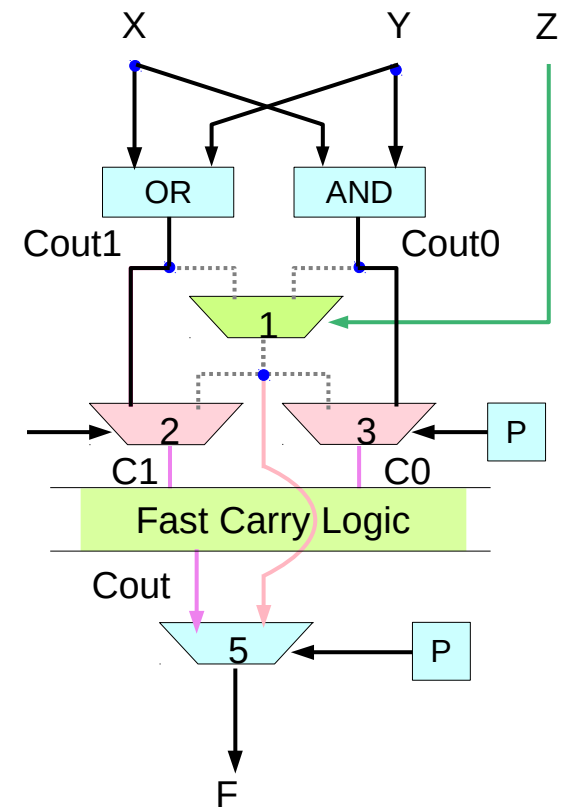 X Y Z
OR AND
Cout1 Cout0
1
2 3 P
C1 C0
Fast Carry Logic
Cout
5 P
F